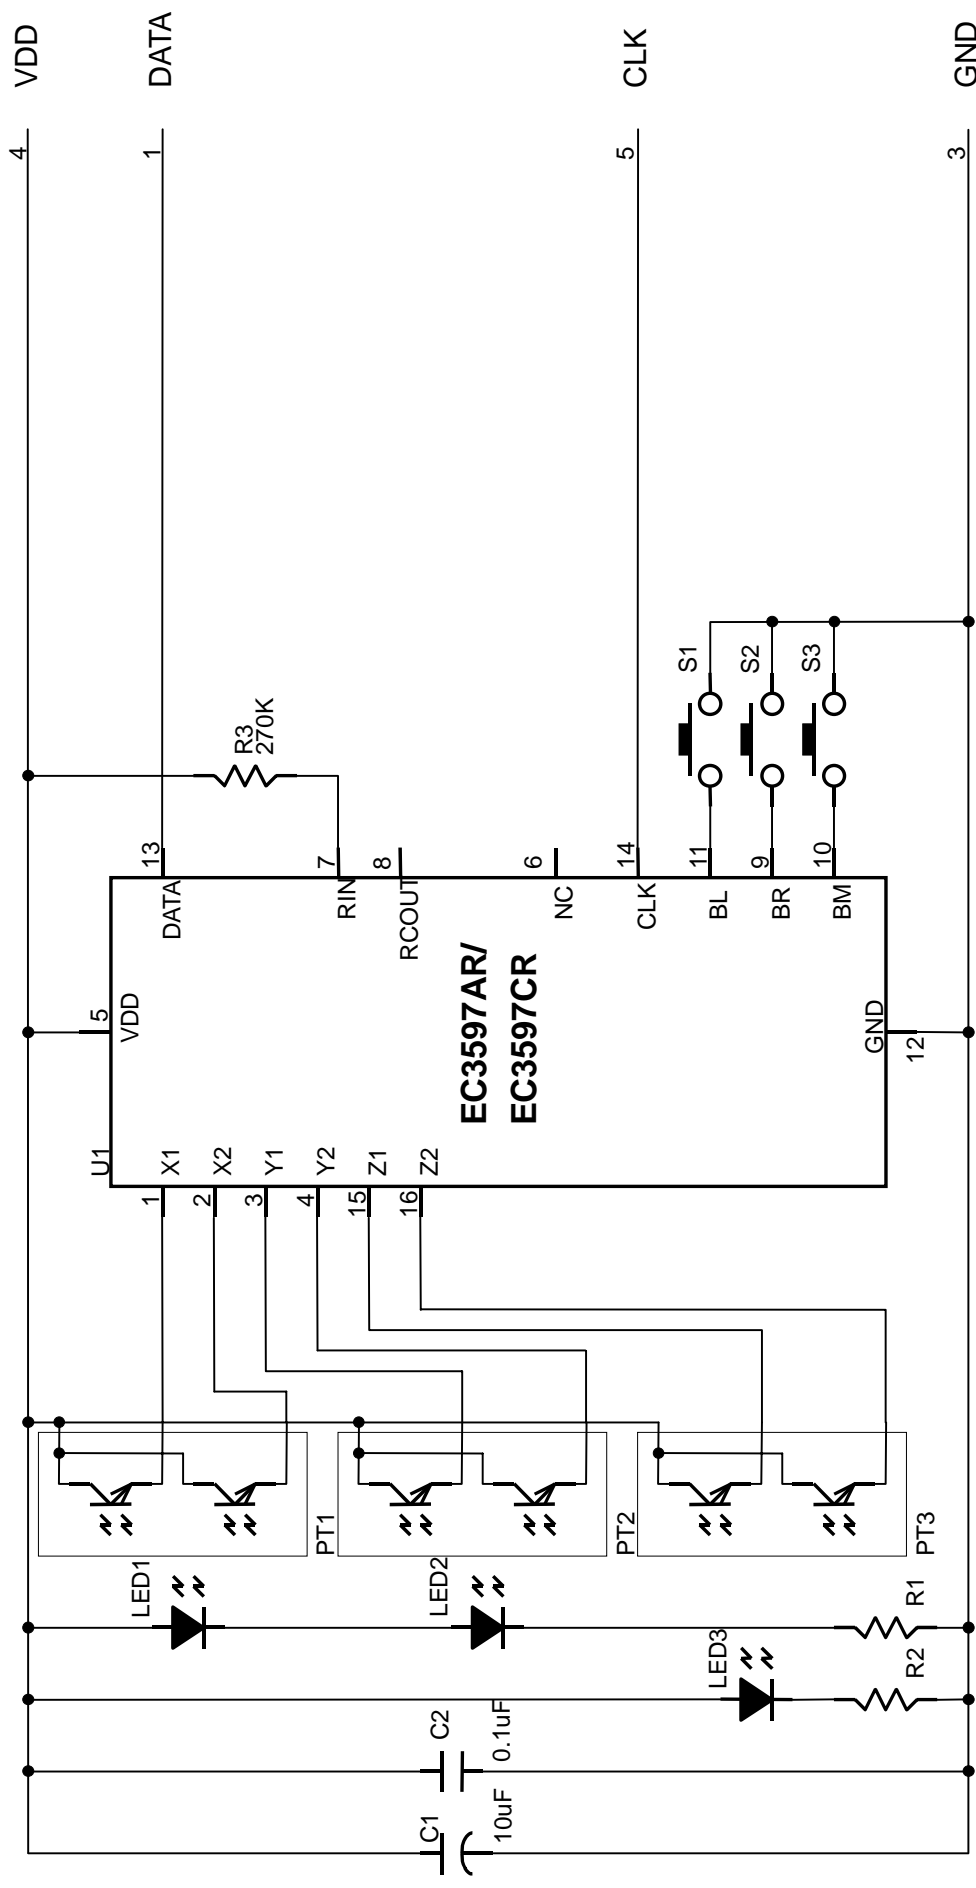 VDD
4
DATA
1
CLK
5
GND
3
R3
270K
S1
S2
S3
13
7
8
6
14
11
9
10
DATA
RIN
RCOUT
NC
CLK
BL
BR
BM
5
VDD
EC3597AR/
EC3597CR
GND
12
U1
X1
X2
Y1
Y2
Z1
Z2
1
2
3
4
15
16
PT1
PT2
PT3
LED1
LED2
LED3
R1
R2
C2
0.1uF
C1
10uF